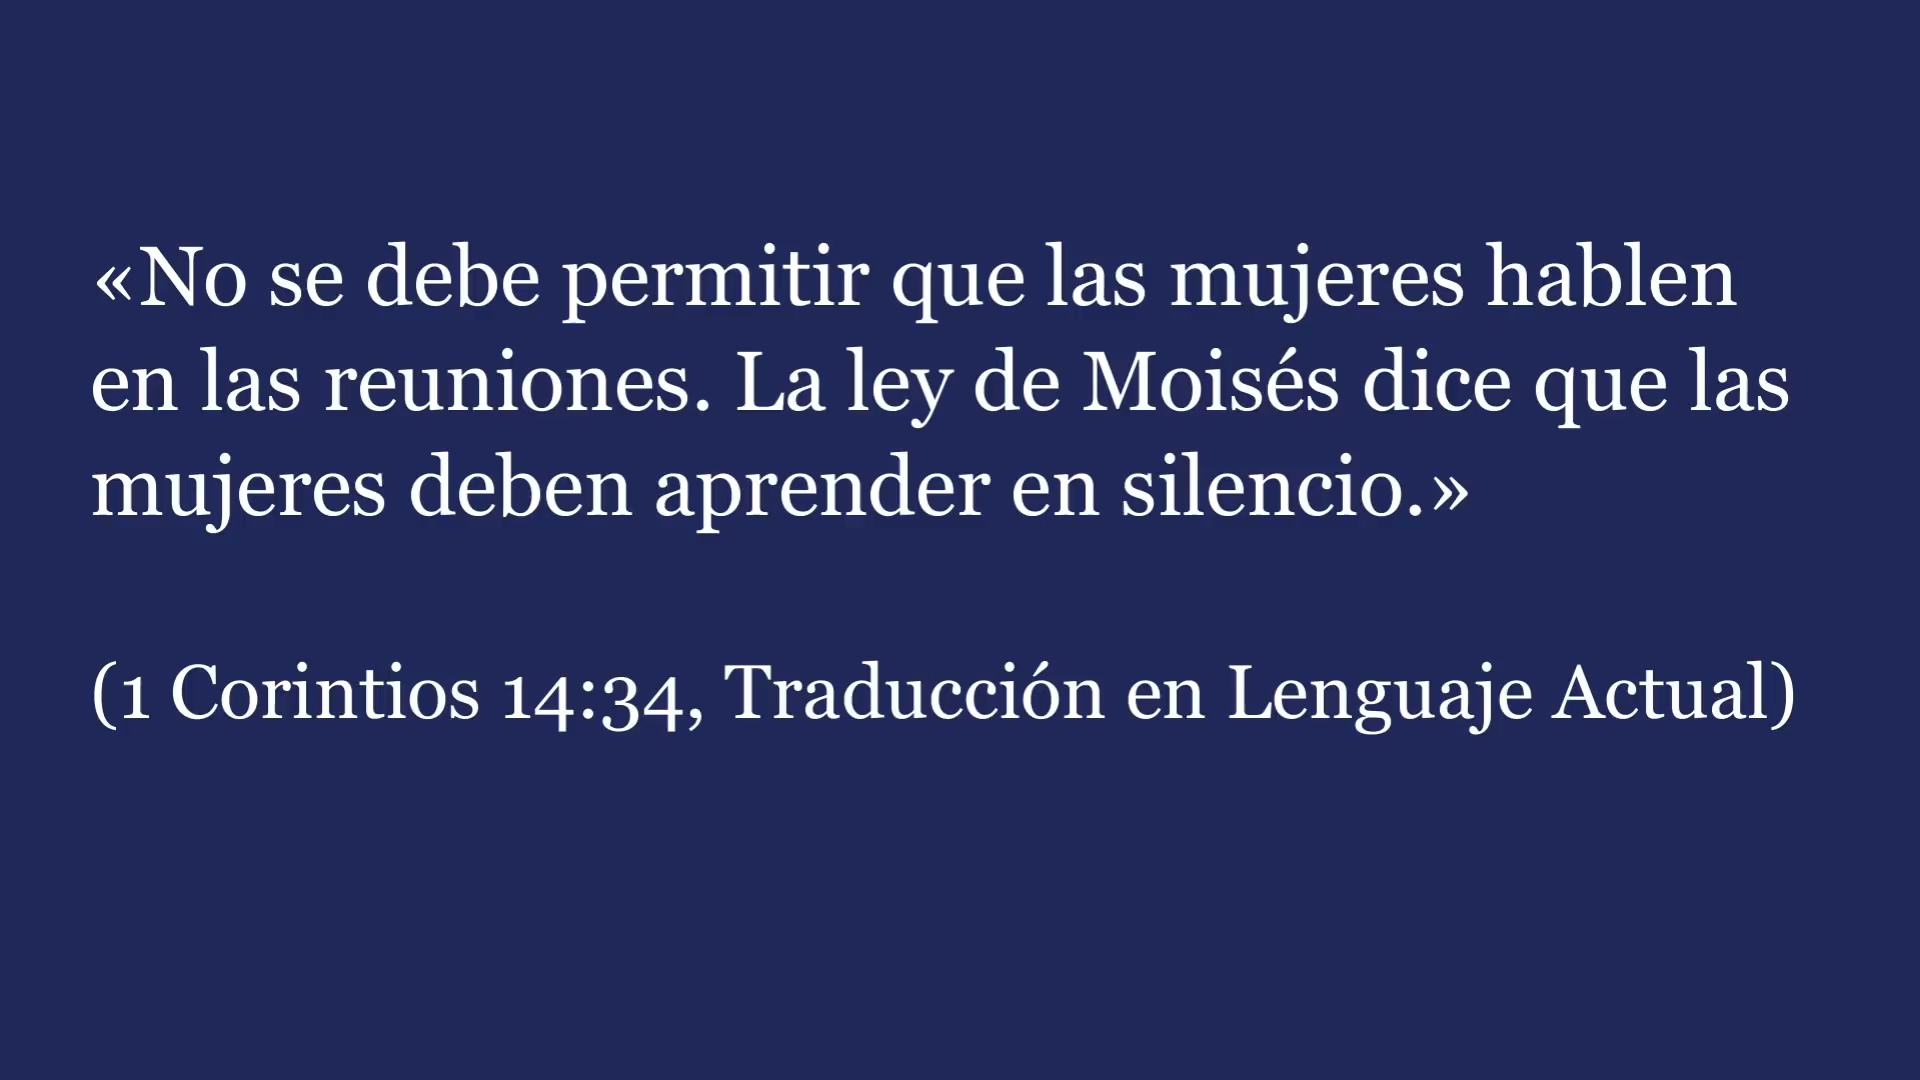 «No se debe permitir que las mujeres hablen
en las reuniones. La ley de Moisés dice que las
mujeres deben aprender en silencio.»
(1 Corintios 14:34, Traducción en Lenguaje Actual)